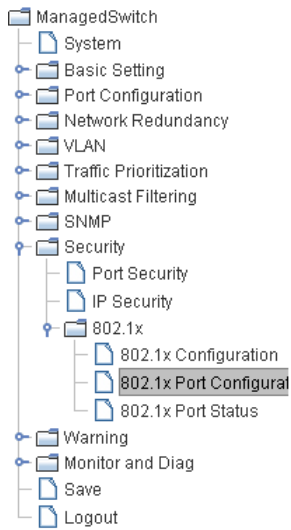 ManagedSwitch
System
Basic Setting
Port Configuration
Network Redundancy
VLAN
Traffic Prioritization
Multicast Filtering
SNMP
Security
Port Security
IP Security
802.1x
802.1x Configuration
802.1x Port Configurat
802.1x Port Status
Warning
Monitor and Diag
Save
Logout